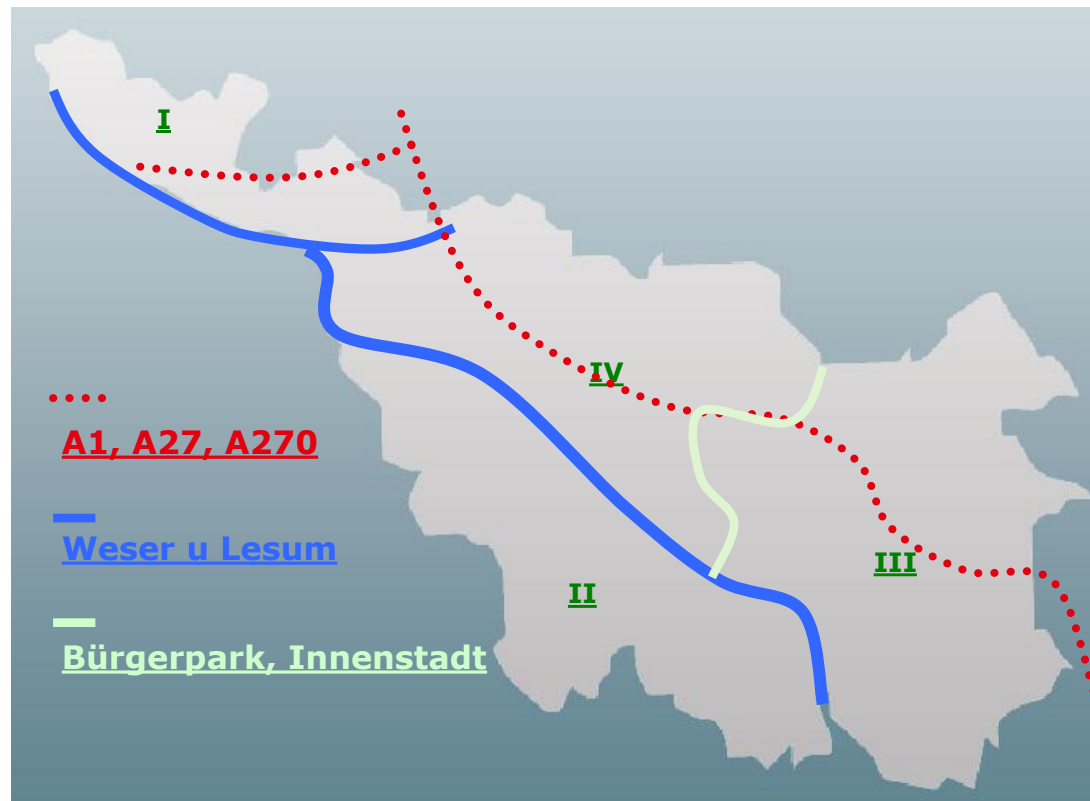 I
IV
A1, A27, A270
Weser u Lesum
III
II
Bürgerpark, Innenstadt